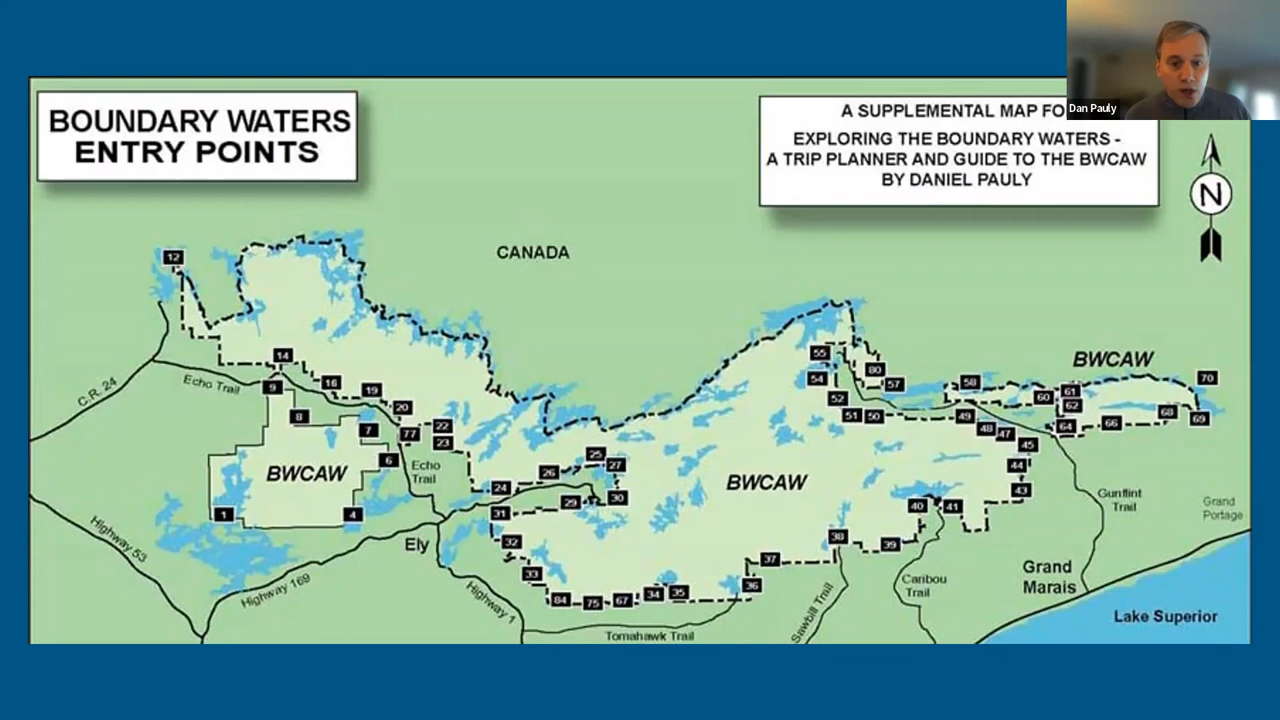 BOUNDARY WATERS
ENTRY POINTS
A SUPPLEMENTAL MAP FO
EXPLORING THE BOUNDARY WATERS -
A TRIP PLANNER AND GUIDE TO THE BWCAW
BY DANIEL PAULY
Dan Pauly
N
CANADA
12
14
Echo Trail
C.R. 24
9
16
19
8
20
7
77
22
23
6
Echo
Trail
BWCAW
1
4
Highway 53
Highway 169
Ely
Highway 1
24
26
25
27
29
30
31
32
33
84
75
67
34
35
36
37
38
39
40
41
BWCAW
Tomahawk Trail
Sawbill Trail
Caribou
Trail
55
54
80
57
52
51
50
58
49
48
47
45
44
43
60
61
62
64
66
68
69
70
BWCAW
Gunflint
Trail
Grand
Portage
Grand
Marais
Lake Superior